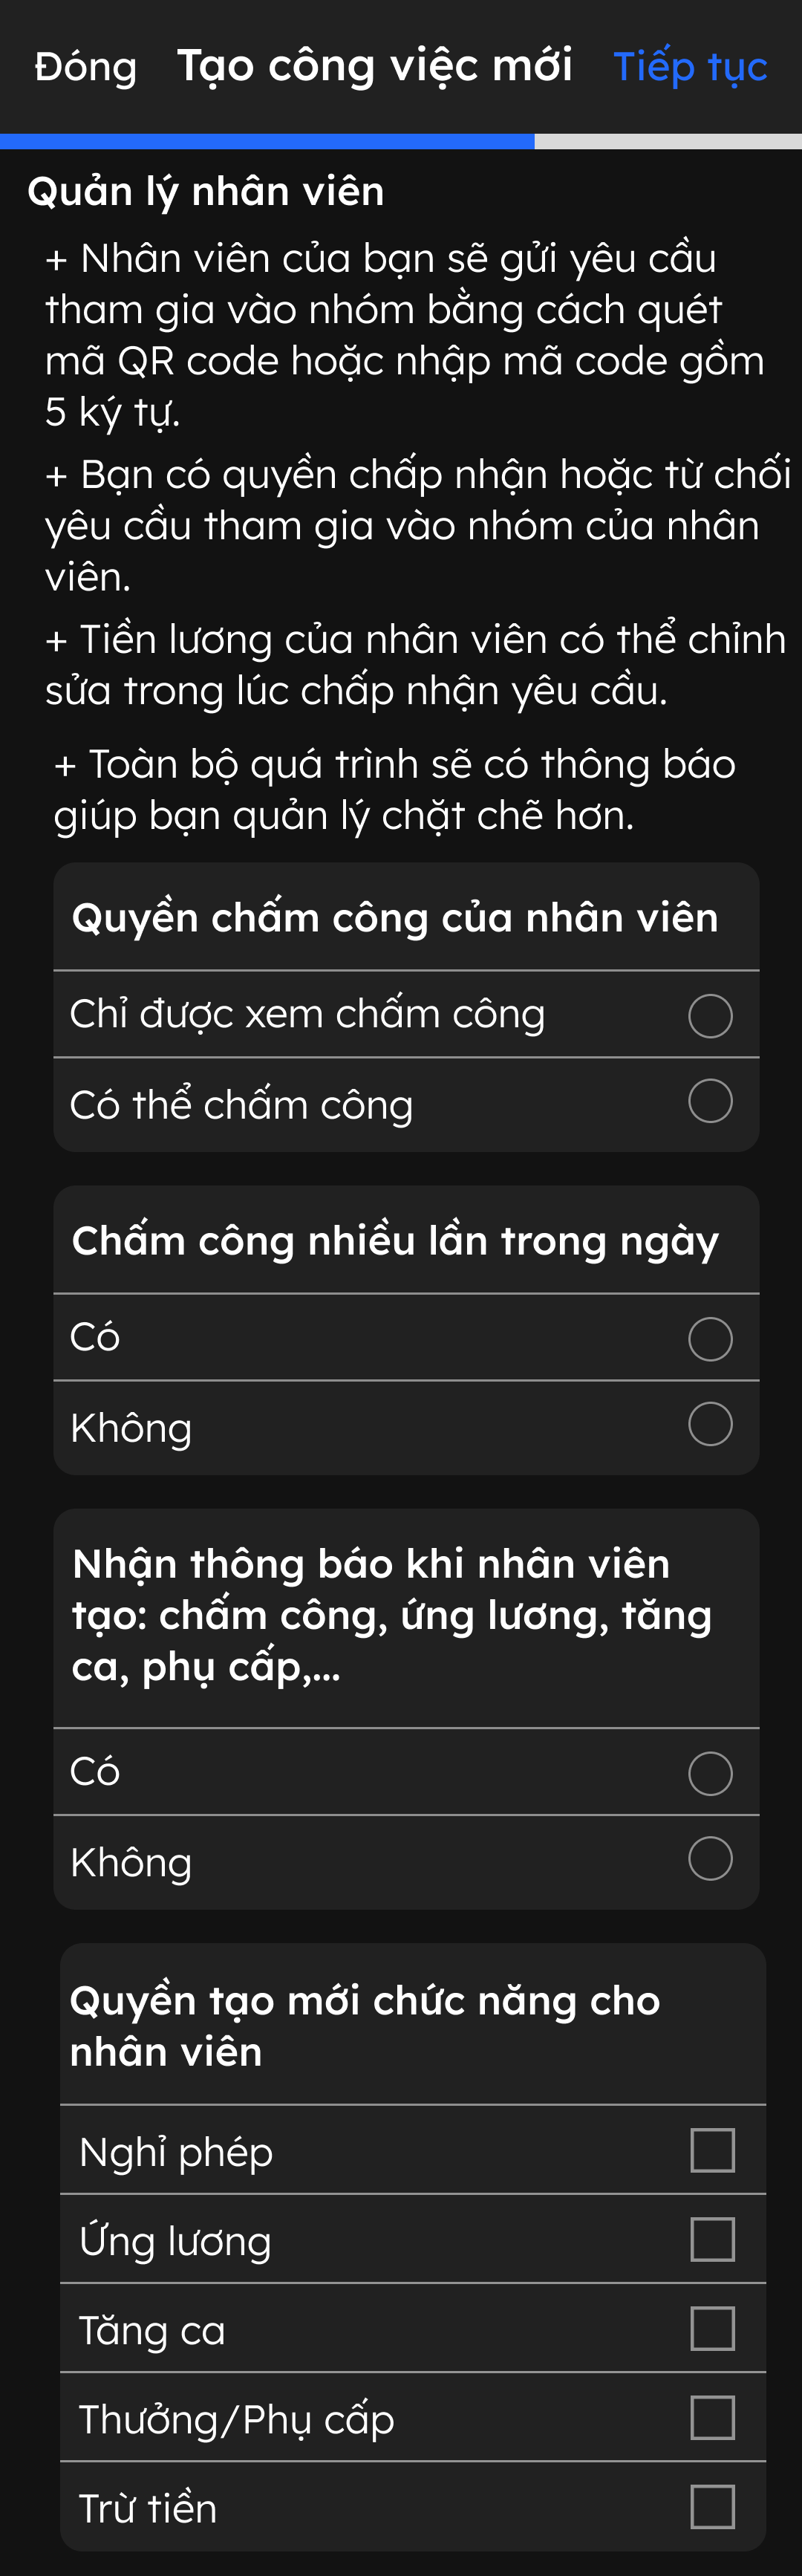 Đóng
Tạo công việc mới
Tiếp tục
Quản lý nhân viên
+ Nhân viên của bạn sẽ gửi yêu cầu
tham gia vào nhóm bằng cách quét
mã QR code hoặc nhập mã code gồm
5 ký tự.
+ Bạn có quyền chấp nhận hoặc từ chối
yêu cầu tham gia vào nhóm của nhân
viên.
+ Tiền lương của nhân viên có thể chỉnh
sửa trong lúc chấp nhận yêu cầu.
+ Toàn bộ quá trình sẽ có thông báo
giúp bạn quản lý chặt chẽ hơn.
Quyền chấm công của nhân viên
Chỉ được xem chấm công
Có thể chấm công
Chấm công nhiều lần trong ngày
Có
Không
Nhận thông báo khi nhân viên
tạo: chấm công, ứng lương, tăng
ca, phụ cấp,...
Có
Không
Quyền tạo mới chức năng cho
nhân viên
Nghỉ phép
Ứng lương
Tăng ca
Thưởng/Phụ cấp
Trừ tiền